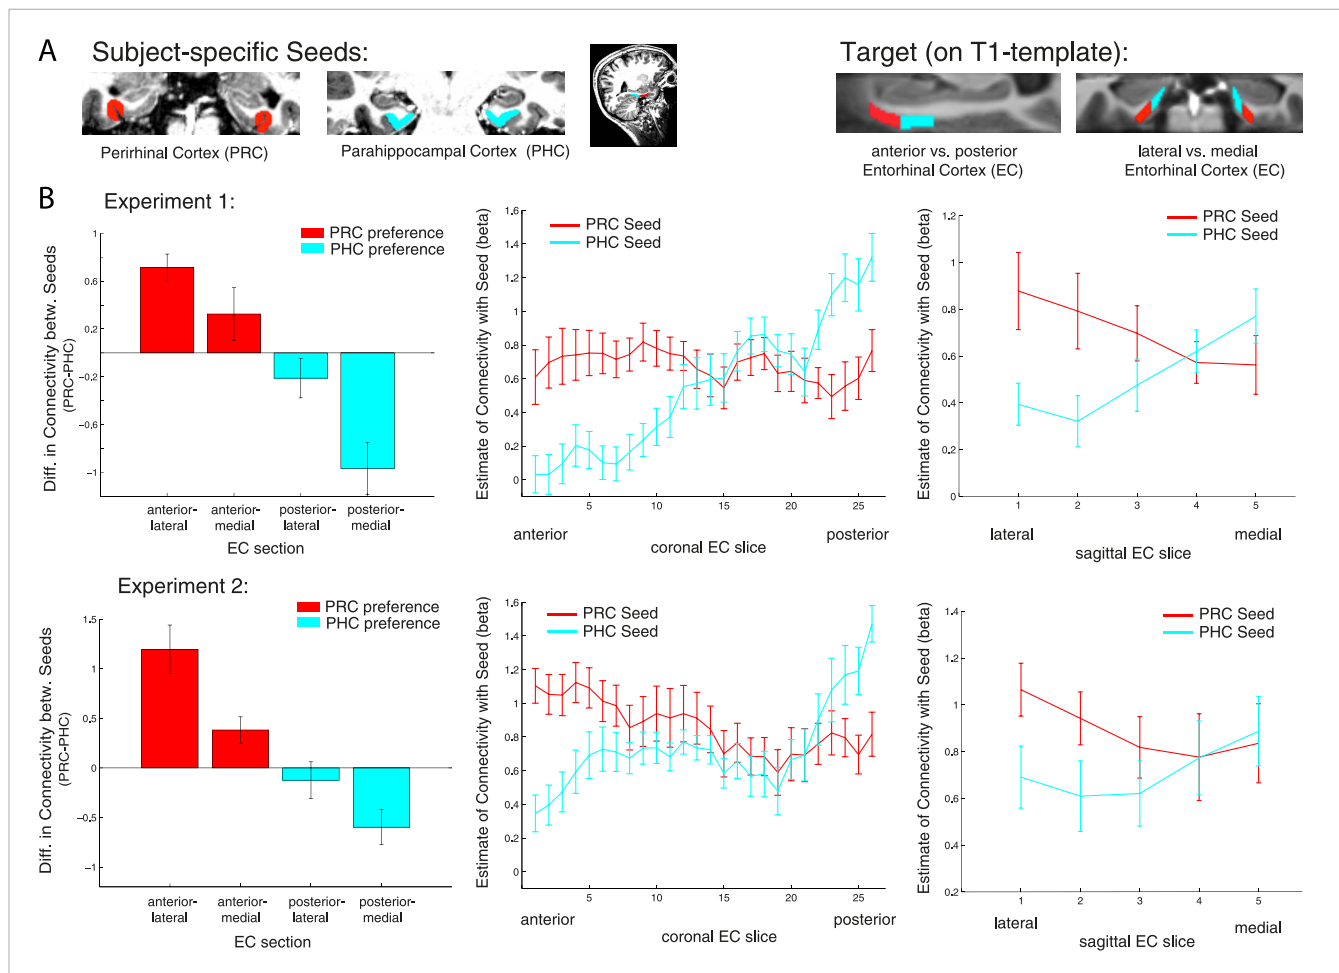 A
Subject-specific Seeds:
Target (on T1-template):
Perirhinal Cortex (PRC)
Parahippocampal Cortex (PHC)
anterior vs. posterior
Entorhinal Cortex (EC)
lateral vs. medial
Entorhinal Cortex (EC)
B
Experiment 1:
PRC preference
PHC preference
Diff. in Connectivity betw. Seeds
(PRC-PHC)
1
0.6
0.2
−0.2
−0.6
−1
anterior-
lateral
anterior-
medial
posterior-
lateral
posterior-
medial
EC section
PRC Seed
PHC Seed
Estimate of Connectivity with Seed (beta)
1.6
1.4
1.2
1
0.8
0.6
0.4
0.2
0
5
10
15
20
25
anterior
coronal EC slice
posterior
PRC Seed
PHC Seed
Estimate of Connectivity with Seed (beta)
1.2
1
0.8
0.6
0.4
0.2
0
1
2
3
4
5
lateral
sagittal EC slice
medial
Experiment 2:
PRC preference
PHC preference
Diff. in Connectivity betw. Seeds
(PRC-PHC)
1.5
1
0.5
0
−0.5
−1
anterior-
lateral
anterior-
medial
posterior-
lateral
posterior-
medial
EC section
PRC Seed
PHC Seed
Estimate of Connectivity with Seed (beta)
1.6
1.4
1.2
1
0.8
0.6
0.4
0.2
0
5
10
15
20
25
anterior
coronal EC slice
posterior
PRC Seed
PHC Seed
Estimate of Connectivity with Seed (beta)
1.4
1.2
1
0.8
0.6
0.4
0.2
1
2
3
4
5
lateral
sagittal EC slice
medial